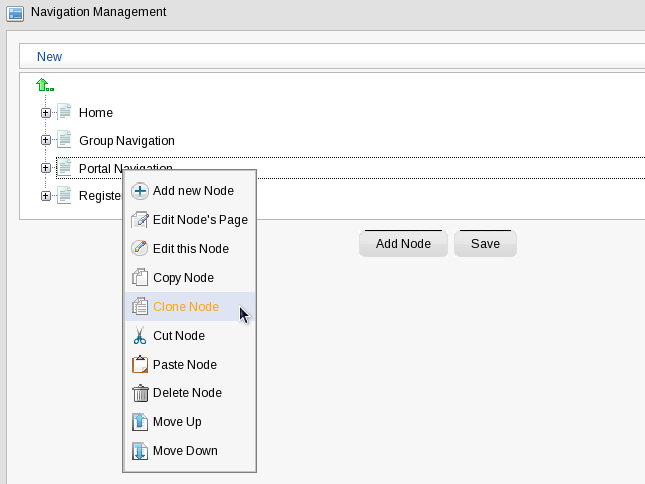 Navigation Management
New
Home
Group Navigation
Portal Navigation
Registe
Add new Node
Edit Node's Page
Edit this Node
Copy Node
Clone Node
Cut Node
Paste Node
Delete Node
Move Up
Move Down
Add Node
Save